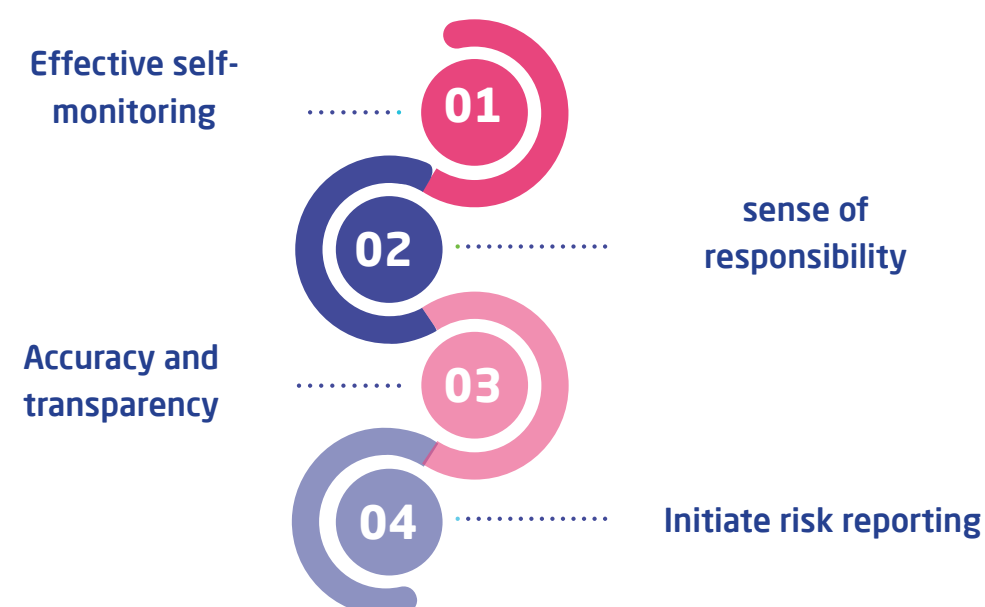 Effective self-
monitoring
01
02
sense of
responsibility
Accuracy and
transparency
03
04
Initiate risk reporting